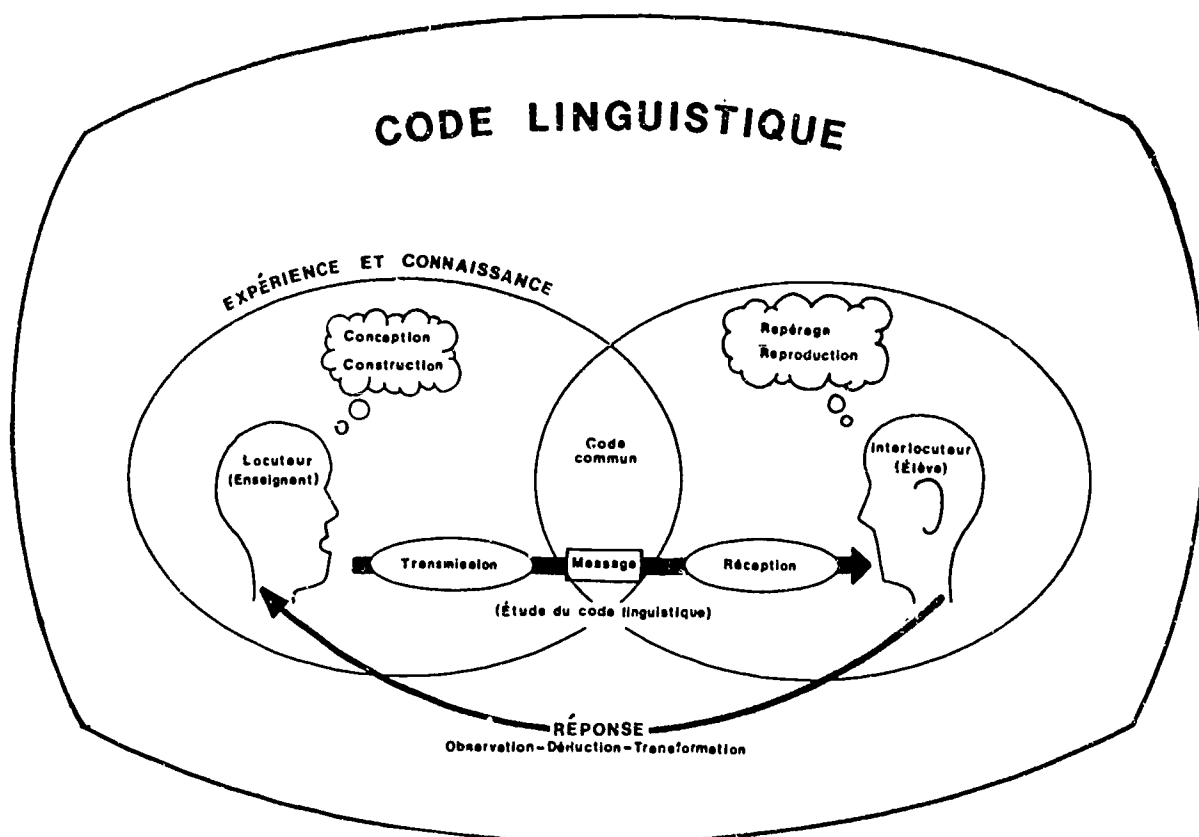 CODE LINGUISTIQUE
EXPÉRIENCE ET CONNAISSANCE
Conception
Construction
Repérage
Reproduction
Locuteur
(Enseignant)
Code
commun
Interlocuteur
(Élève)
Transmission
Message
Réception
(Étude du code linguistique)
RÉPONSE
Observation-Déduction-Transformation